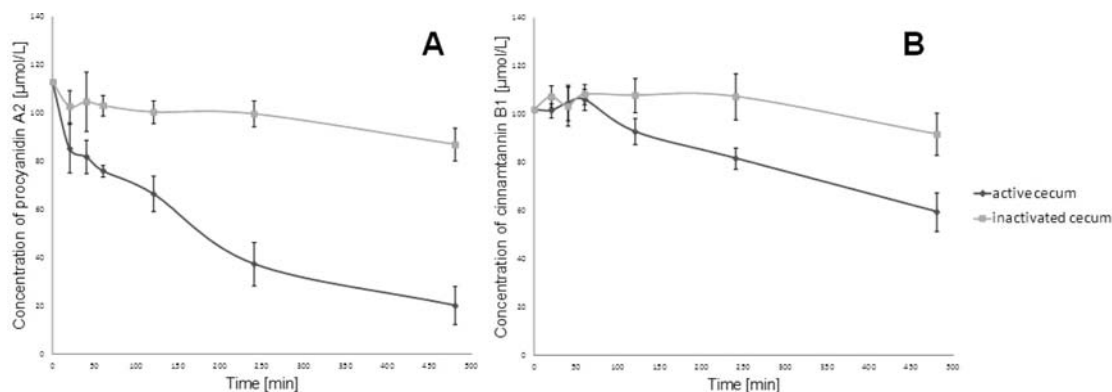 A
Concentration of procyanidin A2 [µmol/L]
140
120
100
80
60
40
20
0
0 50 100 150 200 250 300 350 400 450 500
Time [min]
B
Concentration of cinnamtannin B1 [µmol/L]
140
120
100
80
60
40
20
0
0 50 100 150 200 250 300 350 400 450 500
Time [min]
active cecum
inactivated cecum